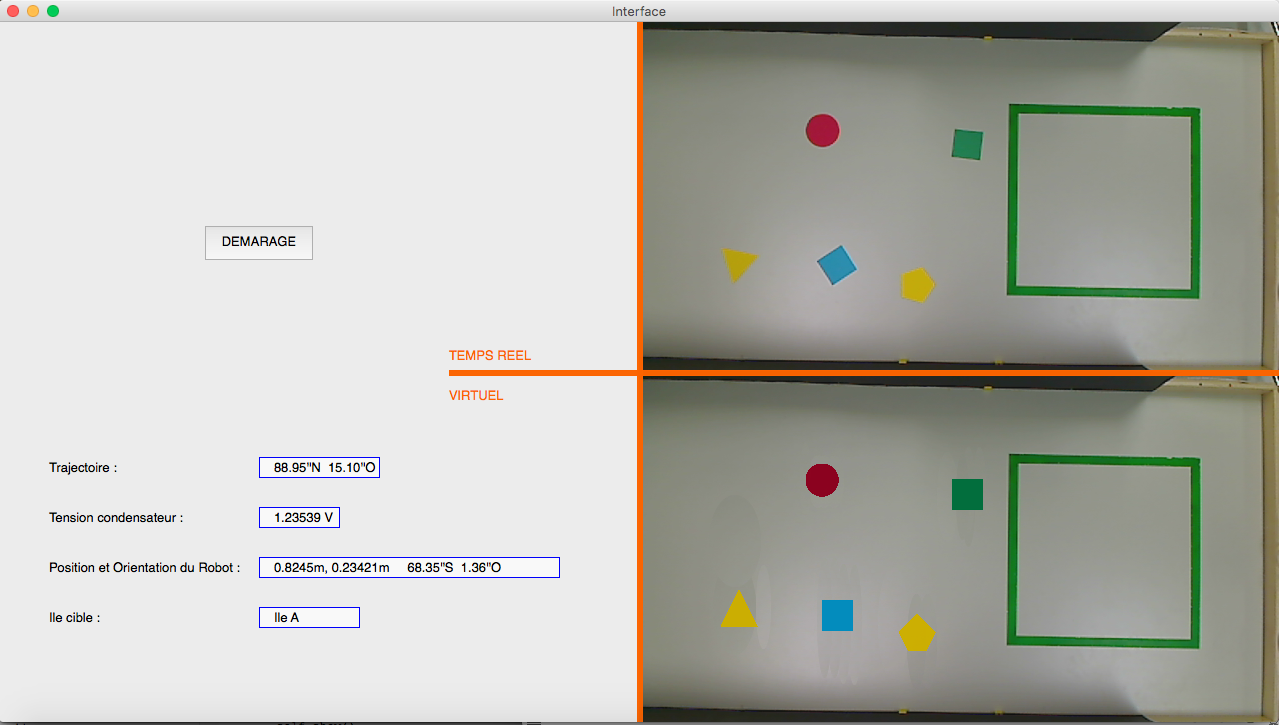 Interface
DEMARAGE
TEMPS REEL
VIRTUEL
Trajectoire : 88.95"N 15.10"O
Tension condensateur : 1.23539 V
Position et Orientation du Robot : 0.8245m, 0.23421m 68.35"S 1.36"O
Ile cible : Ile A